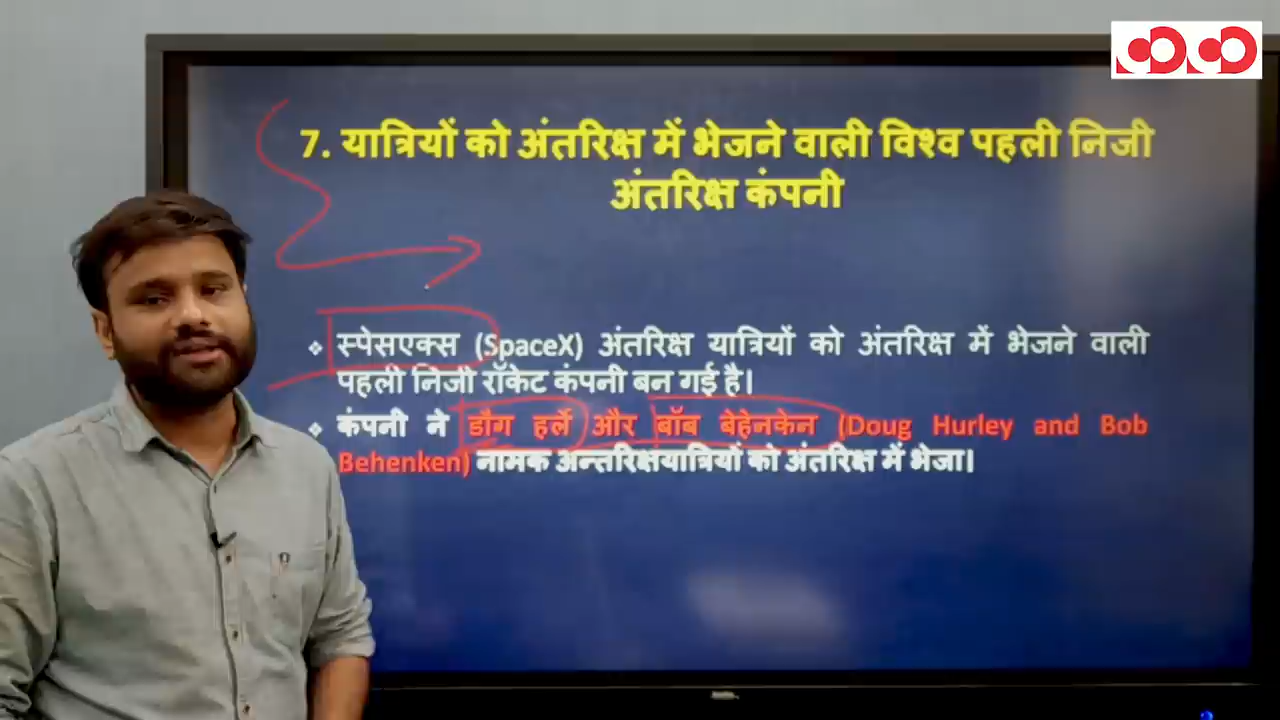 7. यात्रियों को अंतरिक्ष में भेजने वाली विश्व पहली निजी
अंतरिक्ष कंपनी
❖ स्पेसएक्स (SpaceX) अंतरिक्ष यात्रियों को अंतरिक्ष में भेजने वाली
पहली निजी रॉकेट कंपनी बन गई है।
❖ कंपनी ने डौग हर्ले और बॉब बेहेनकेन (Doug Hurley and Bob
Behenken) नामक अन्तरिक्षयात्रियों को अंतरिक्ष में भेजा।